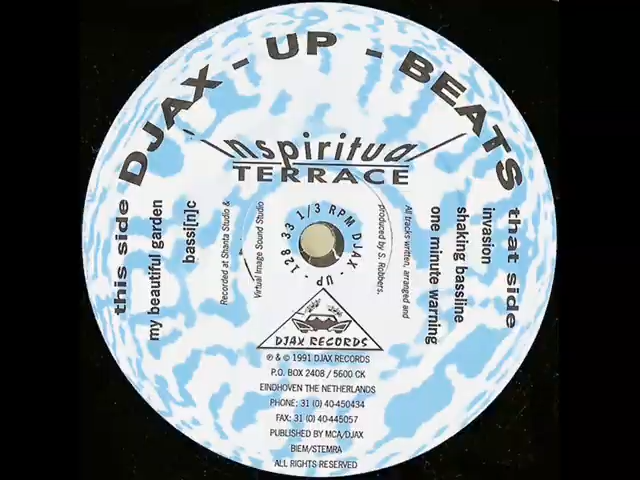 DJAX - UP - BEATS
nspiritual
TERRACE
this side
my beautiful garden
bassi[n]c
Recorded at Shanta Studio &
Virtual Image Sound Studio
33 1/3 RPM DJAX - UP - 128
All tracks written, arranged and
produced by S. Robbers.
that side
invasion
shaking bassline
one minute warning
DJAX RECORDS
℗ & © 1991 DJAX RECORDS
P.O. BOX 2408 / 5600 CK
EINDHOVEN THE NETHERLANDS
PHONE: 31 (0) 40-450434
FAX: 31 (0) 40-445057
PUBLISHED BY MCA/DJAX
BIEM/STEMRA
ALL RIGHTS RESERVED